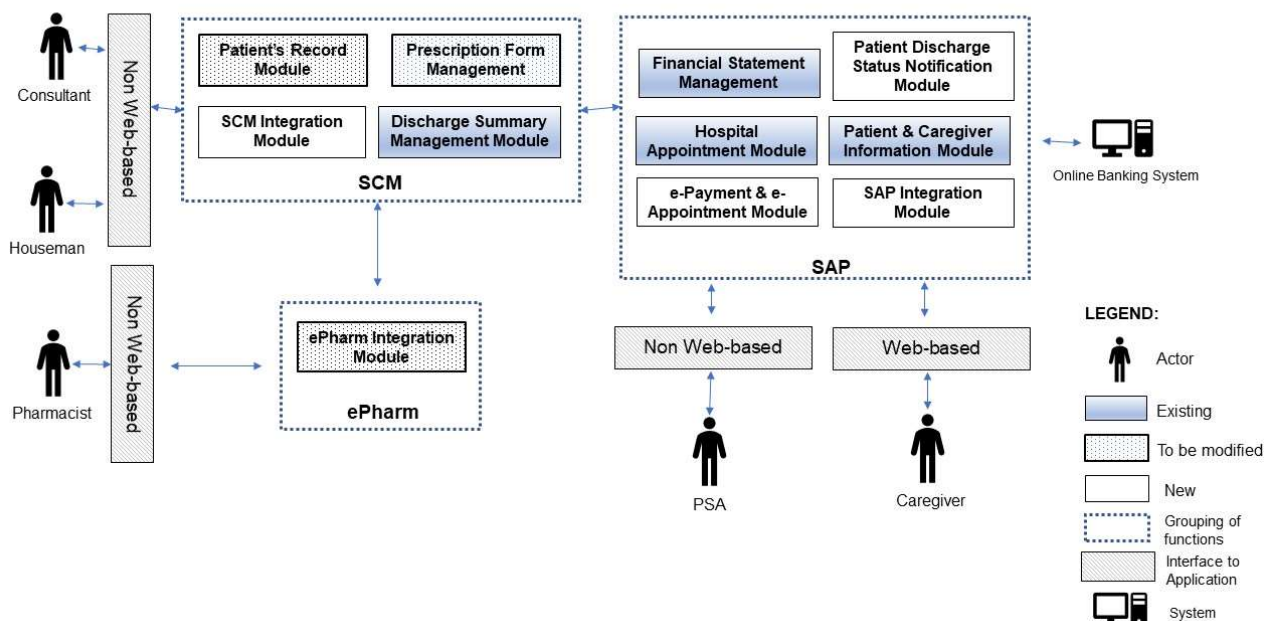 Consultant
Houseman
Non Web-based
Patient's Record
Module
Prescription Form
Management
SCM Integration
Module
Discharge Summary
Management Module
SCM
Financial Statement
Management
Patient Discharge
Status Notification
Module
Hospital
Appointment Module
Patient & Caregiver
Information Module
e-Payment & e-
Appointment Module
SAP Integration
Module
SAP
Online Banking System
Pharmacist
Non Web-based
ePharm Integration
Module
ePharm
Non Web-based
Web-based
PSA
Caregiver
LEGEND:
Actor
Existing
To be modified
New
Grouping of
functions
Interface to
Application
System